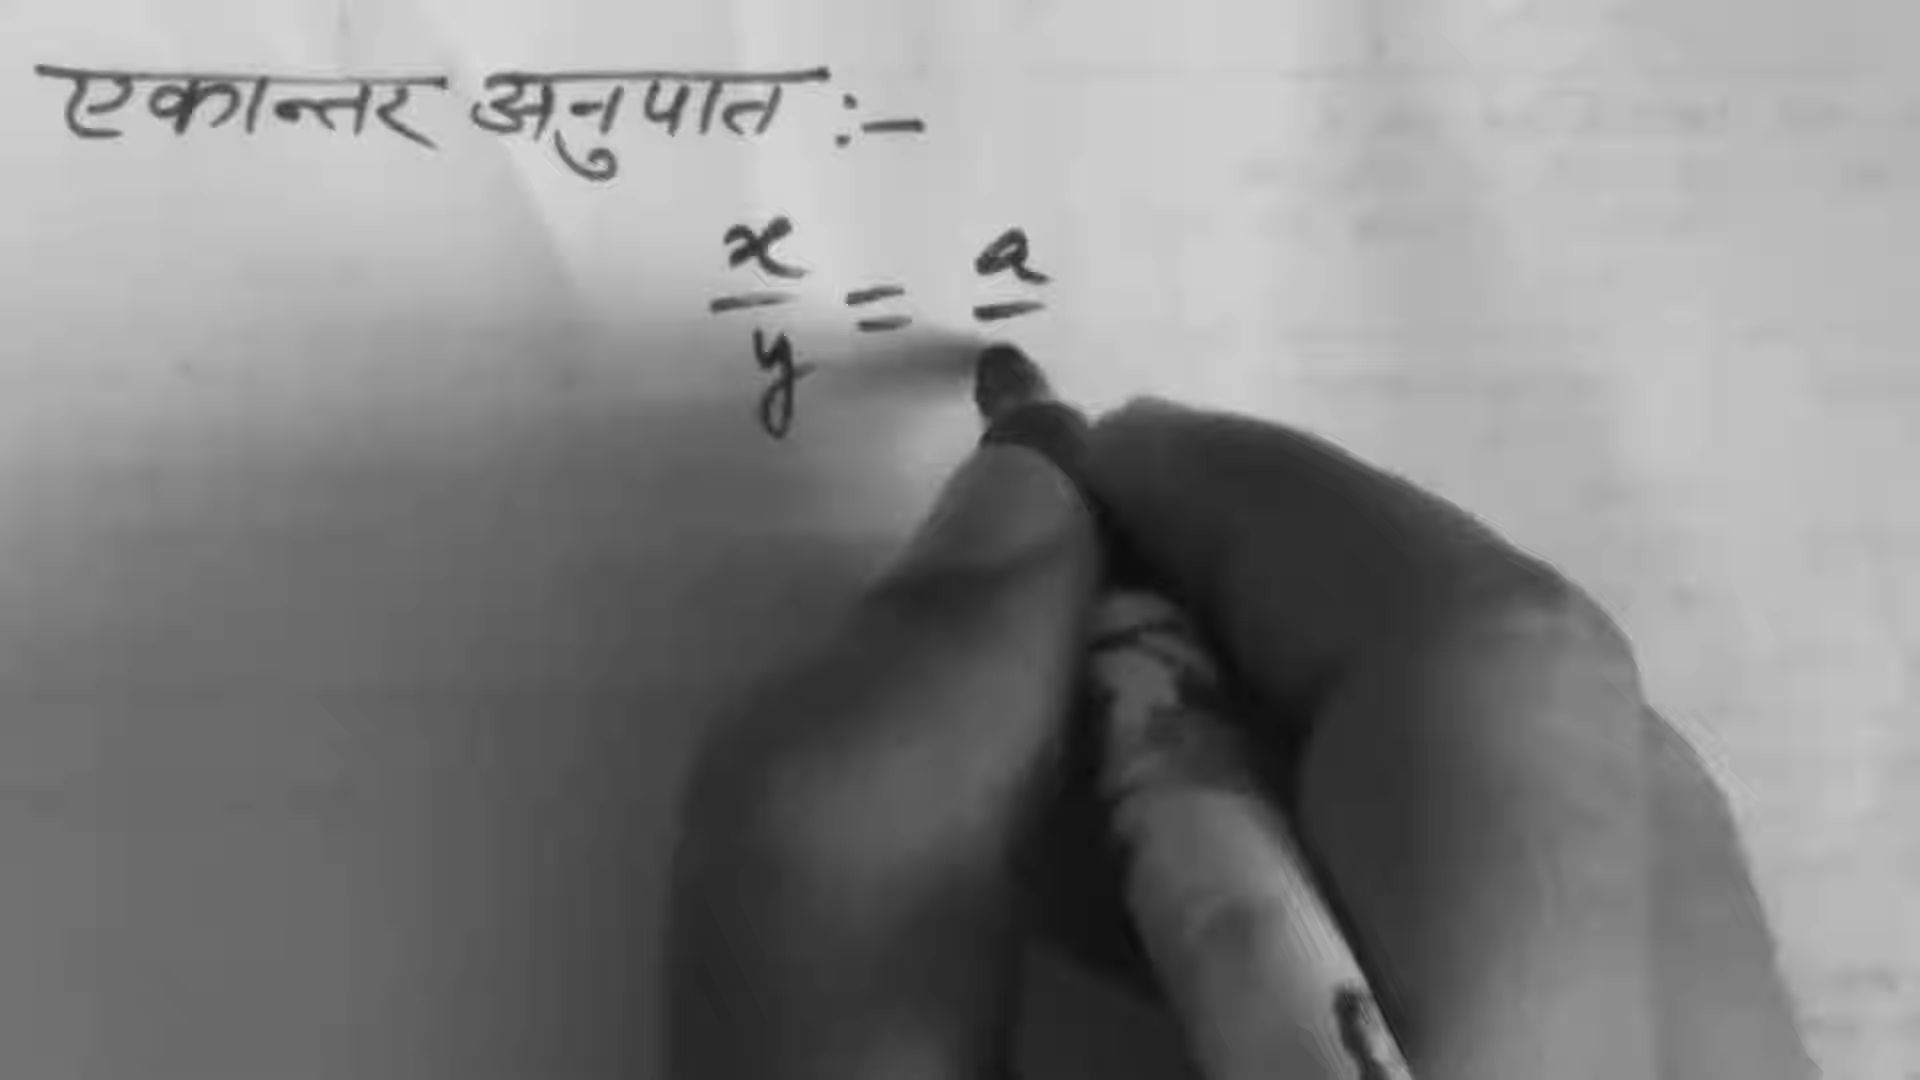 एकान्तर अनुपात :-
x/y = a/